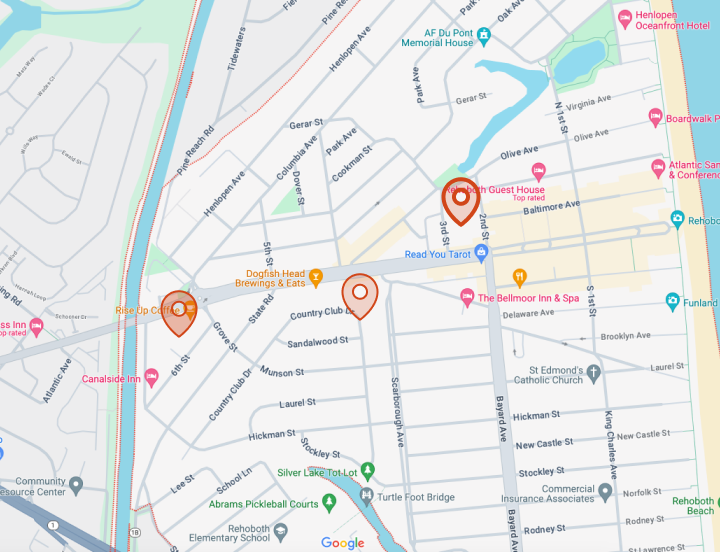 Henlopen
Oceanfront Hotel
Oak Ave
Pine Rea
AF Du Pont
Memorial House
Tidewaters
Henlopen Ave
Park Ave
Gerar St
Virginia Ave
N 1st St
Boardwalk P
Gerar St
Olive Ave
Park Ave
Pine Reach Rd
Columbia Ave
Cookman St
Olive Ave
Atlantic San
& Conferenc
Dover St
Rehoboth Guest House
Top rated
Henlopen Ave
Baltimore Ave
2nd St
3rd St
Rehobo
5th St
Read You Tarot
Dogfish Head
Brewings & Eats
The Bellmoor Inn & Spa
S 1st St
Funland
State Rd
Rise Up Coffee
Country Club Dr
Delaware Ave
ss Inn
Top rated
Grove St
Sandalwood St
Brooklyn Ave
Atlantic Ave
6th St
Canalside Inn
Munson St
Country Club Dr
St Edmond's
Catholic Church
Laurel St
Scarborough Ave
Laurel St
Bayard Ave
Hickman St
King Charles Ave
Hickman St
New Castle St
New Castle St
Stockley St
Silver Lake Tot Lot
Stockley St
Lee St
School Ln
Community
esource Center
Turtle Foot Bridge
Commercial
Insurance Associates
Norfolk St
Abrams Pickleball Courts
Rehoboth
Beach
Bayard Ave
Rodney St
Rodney St
1
1B
Rehoboth
Elementary School
Google
St Lawrence St